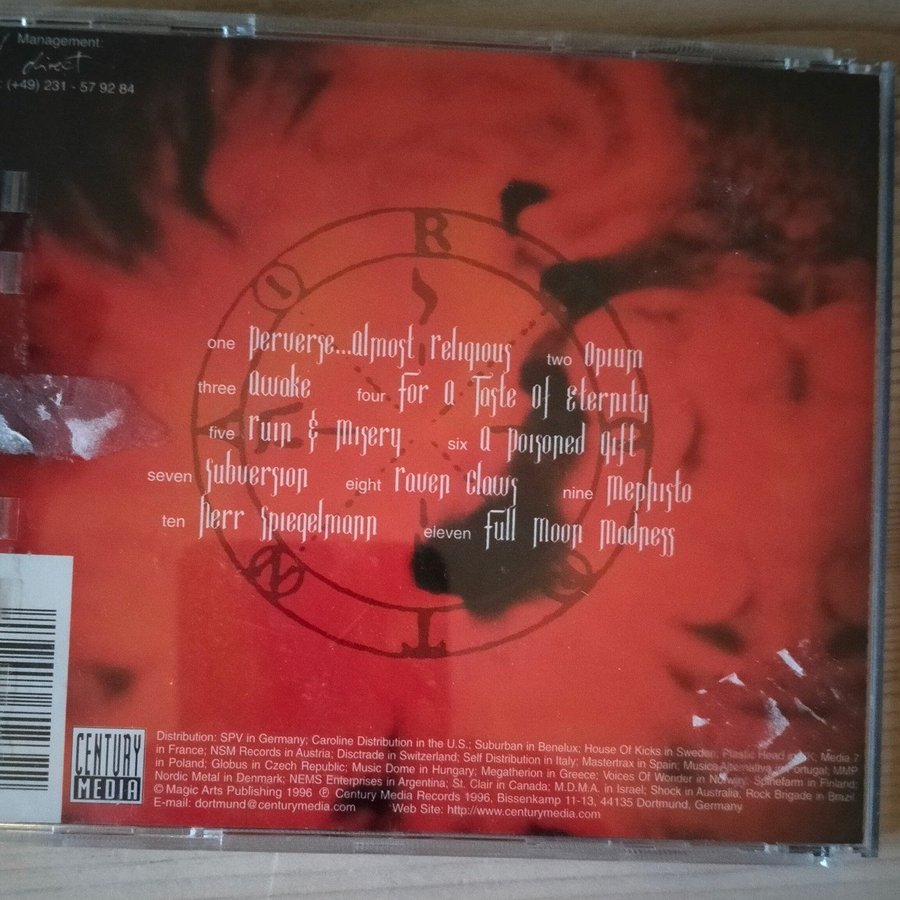 Management:
direct
(+49) 231 - 57 92 84
R
one Perverse...Almost Religious two Opium
three Awake four For A Taste Of Eternity
five Ruin & Misery six A Poisoned Gift
seven Subversion eight Raven Claws nine Mephisto
ten Herr Spiegelmann eleven Full Moon Madness
CENTURY
MEDIA
Distribution: SPV in Germany; Caroline Distribution in the U.S.; Suburban in Benelux; House Of Kicks in Sweden; Plastic Head Media 7
in France; NSM Records in Austria; Disctrade in Switzerland; Self Distribution in Italy; Mastertrax in Spain; Musica Alternativa Portugal; MMP
in Poland; Globus in Czech Republic; Music Dome in Hungary; Megatherion in Greece; Voices Of Wonder in Norway; Spinefarm in Finland;
Nordic Metal in Denmark; NEMS Enterprises in Argentina; St. Clair in Canada; M.D.M.A. in Israel; Shock in Australia, Rock Brigade in Brazil
© Magic Arts Publishing 1996 ℗ Century Media Records 1996, Bissenkamp 11-13, 44135 Dortmund, Germany
E-mail: dortmund@centurymedia.com Web Site: http://www.centurymedia.com